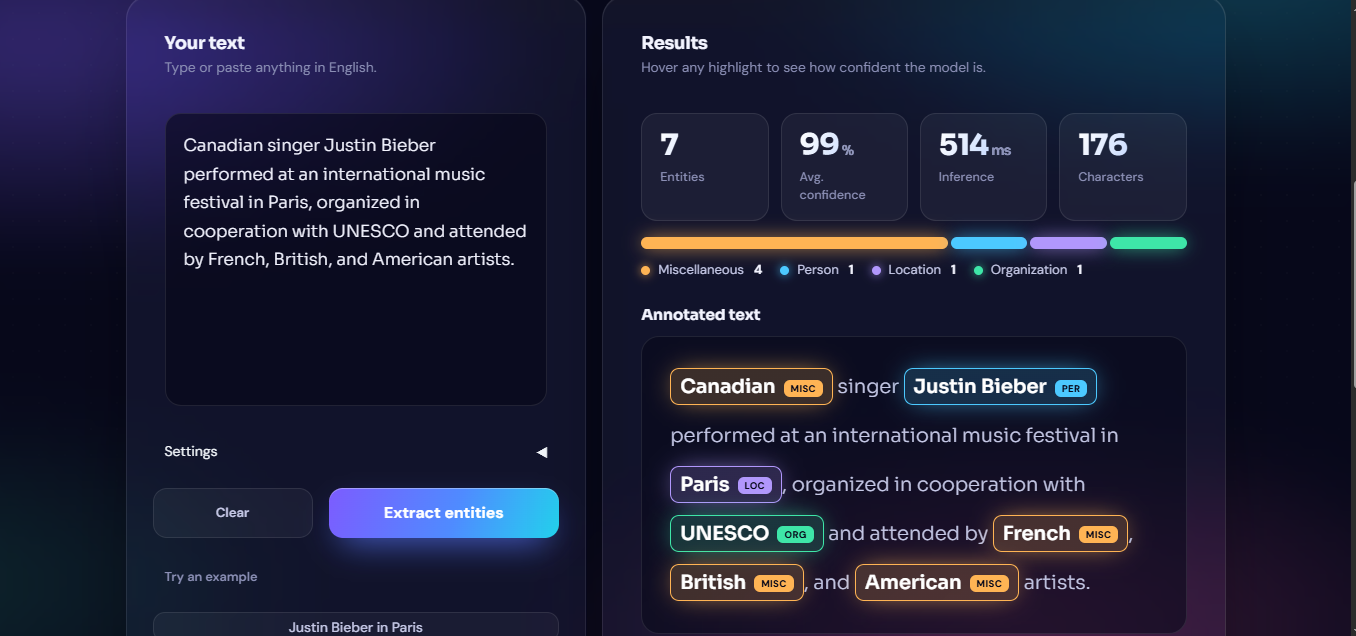 Your text
Type or paste anything in English.
Canadian singer Justin Bieber
performed at an international music
festival in Paris, organized in
cooperation with UNESCO and attended
by French, British, and American artists.
Settings
Clear
Extract entities
Try an example
Justin Bieber in Paris
Results
Hover any highlight to see how confident the model is.
7
Entities
99 %
Avg.
confidence
514 ms
Inference
176
Characters
Miscellaneous 4 Person 1 Location 1 Organization 1
Annotated text
Canadian MISC singer Justin Bieber PER
performed at an international music festival in
Paris LOC , organized in cooperation with
UNESCO ORG and attended by French MISC ,
British MISC , and American MISC artists.